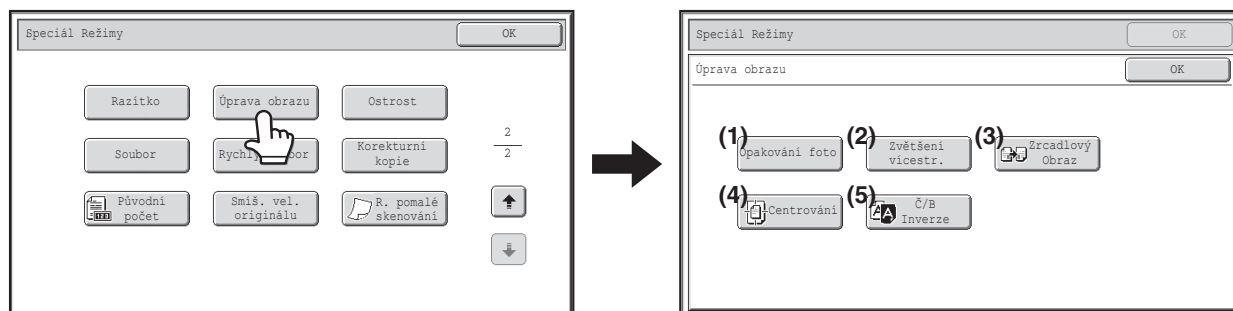 Speciál Režimy
OK
Razítko
Úprava obrazu
Ostrost
Soubor
Korekturní
kopie
Původní
počet
Smíš. vel.
originálu
R. pomalé
skenování
2
2
Speciál Režimy
OK
Úprava obrazu
OK
(1)
Opakování foto
(2)
Zvětšení
vícestr.
(3)
Zrcadlový
Obraz
(4)
Centrování
(5)
Č/B
Inverze